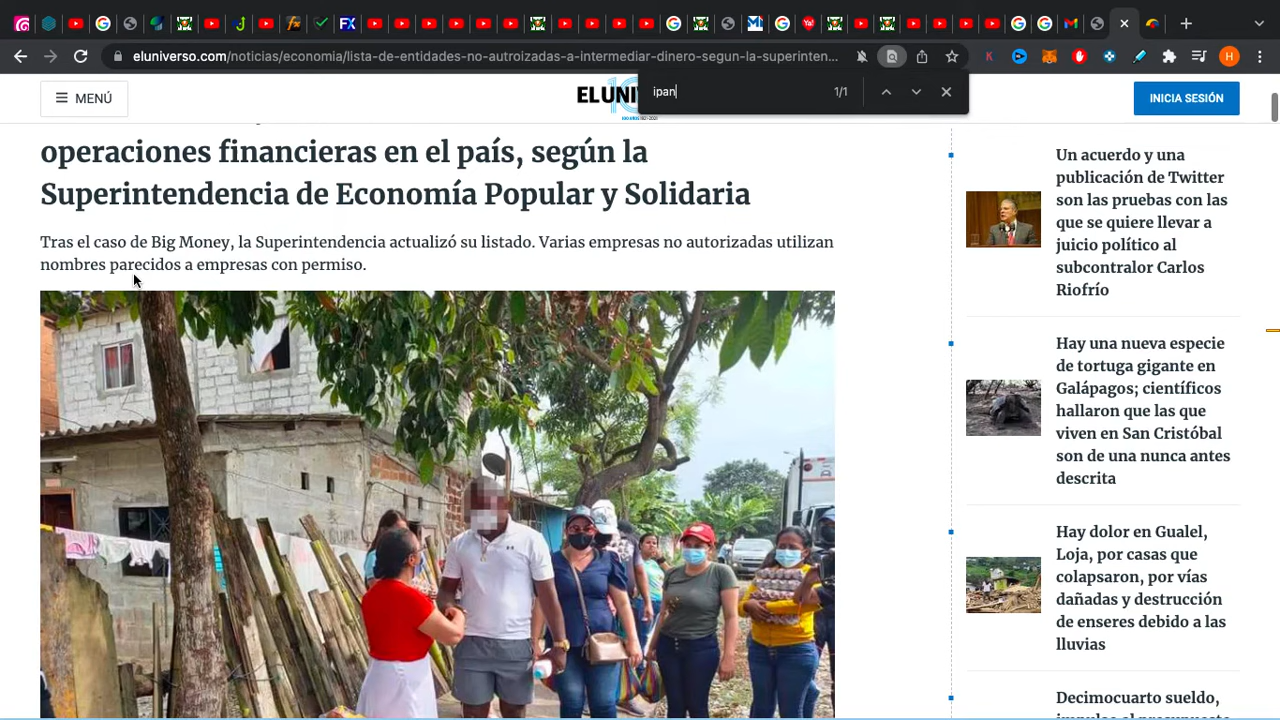 eluniverso.com/noticias/economia/lista-de-entidades-no-autroizadas-a-intermediar-dinero-segun-la-superinten...
ipan
1/1
MENÚ
EL UNI
INICIA SESIÓN
operaciones financieras en el país, según la
Superintendencia de Economía Popular y Solidaria
Tras el caso de Big Money, la Superintendencia actualizó su listado. Varias empresas no autorizadas utilizan
nombres parecidos a empresas con permiso.
Un acuerdo y una
publicación de Twitter
son las pruebas con las
que se quiere llevar a
juicio político al
subcontralor Carlos
Riofrío
Hay una nueva especie
de tortuga gigante en
Galápagos; científicos
hallaron que las que
viven en San Cristóbal
son de una nunca antes
descrita
Hay dolor en Gualel,
Loja, por casas que
colapsaron, por vías
dañadas y destrucción
de enseres debido a las
lluvias
Decimocuarto sueldo,